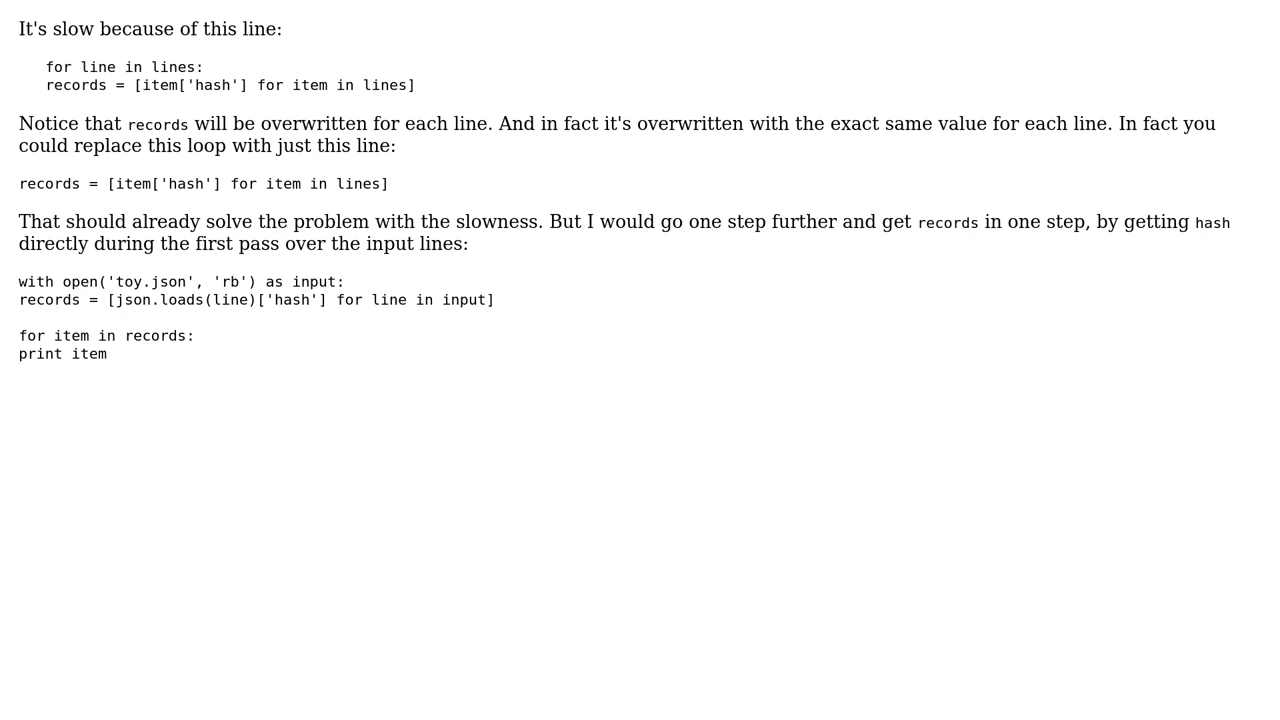 It's slow because of this line:
for line in lines:
records = [item['hash'] for item in lines]
Notice that records will be overwritten for each line. And in fact it's overwritten with the exact same value for each line. In fact you
could replace this loop with just this line:
records = [item['hash'] for item in lines]
That should already solve the problem with the slowness. But I would go one step further and get records in one step, by getting hash
directly during the first pass over the input lines:
with open('toy.json', 'rb') as input:
records = [json.loads(line)['hash'] for line in input]
for item in records:
print item